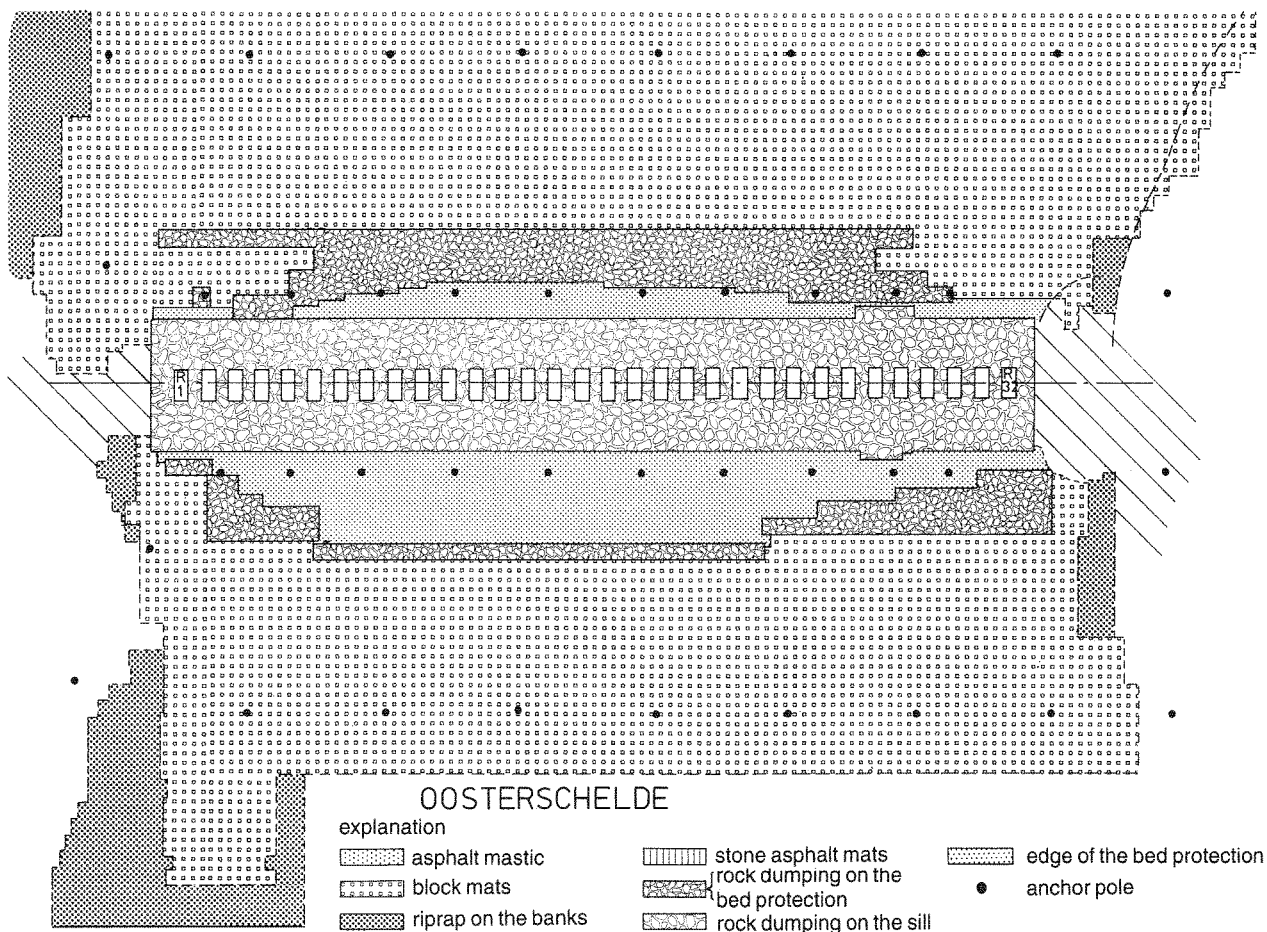 R
1
R
32
OOSTERSCHELDE
explanation
asphalt mastic
block mats
riprap on the banks
stone asphalt mats
rock dumping on the
bed protection
rock dumping on the sill
edge of the bed protection
anchor pole